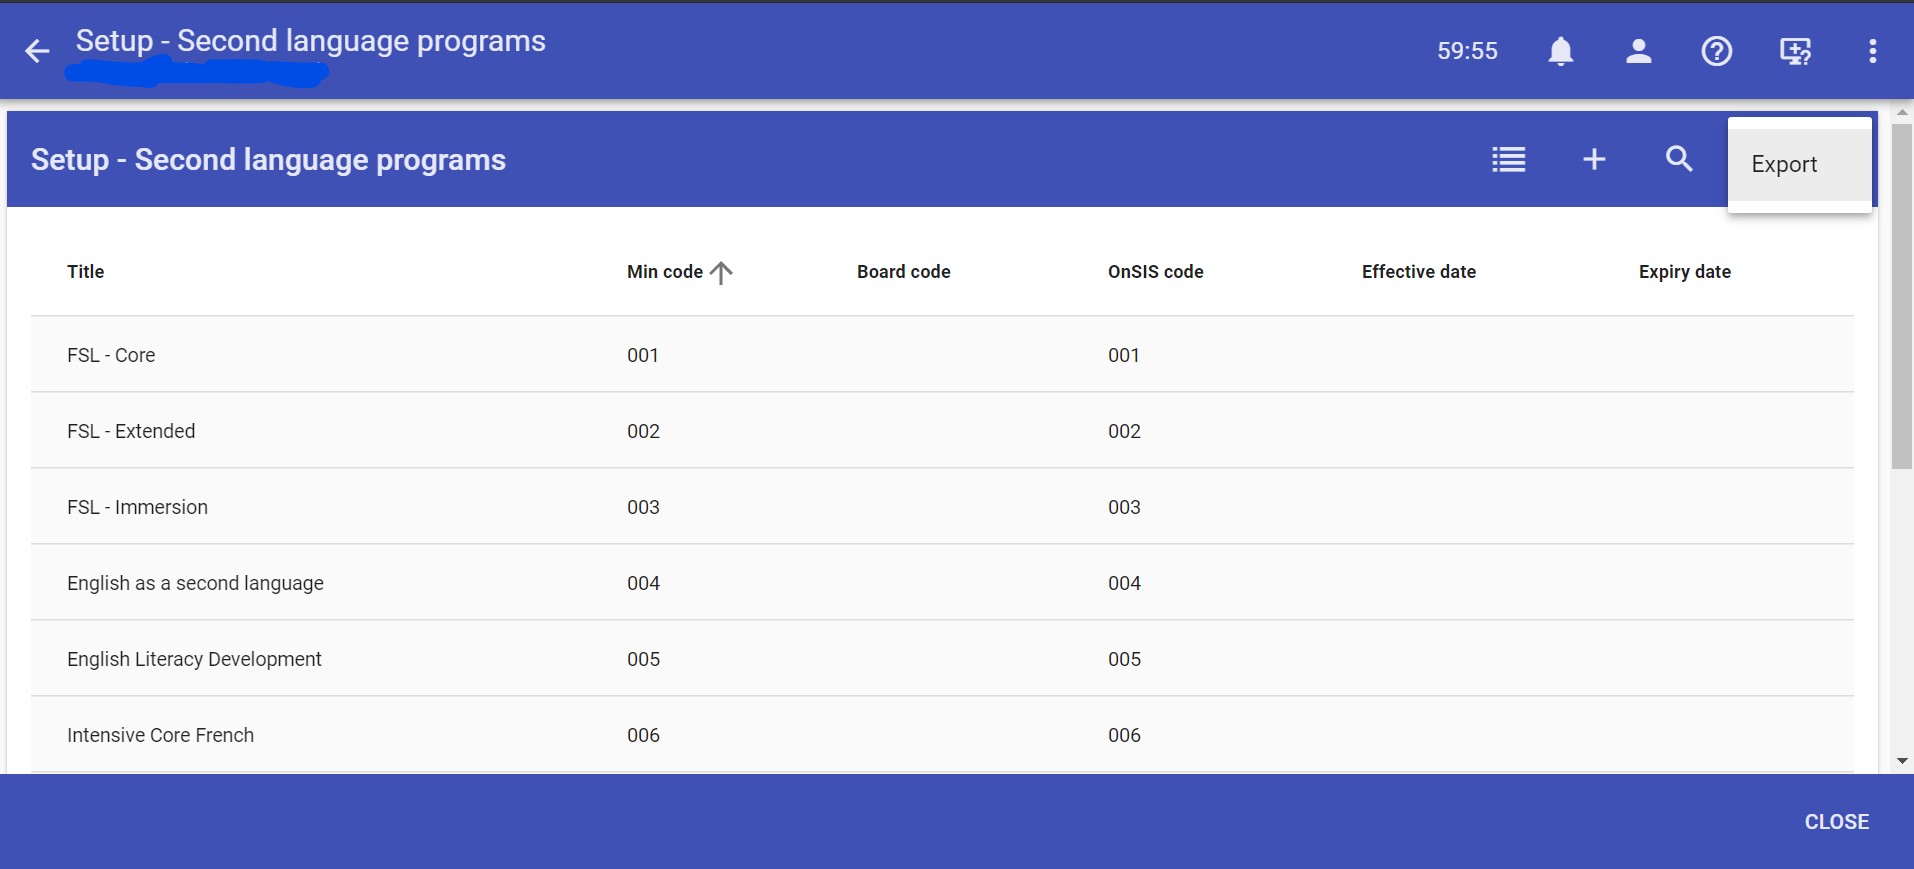 Setup - Second language programs
59:55
Setup - Second language programs
Export
Title Min code Board code OnSIS code Effective date Expiry date
FSL - Core 001 001
FSL - Extended 002 002
FSL - Immersion 003 003
English as a second language 004 004
English Literacy Development 005 005
Intensive Core French 006 006
CLOSE